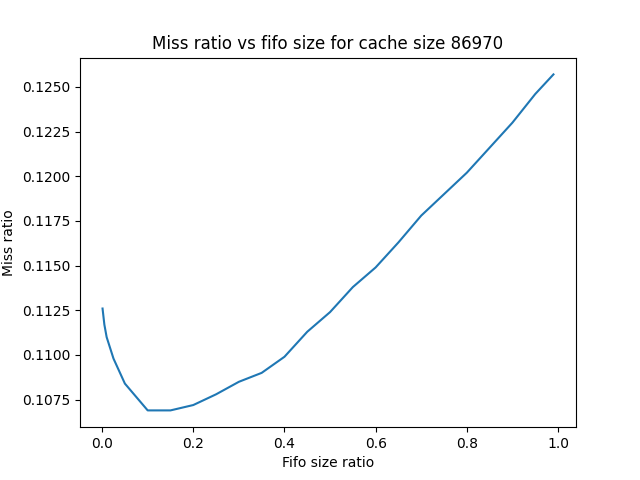 Miss ratio vs fifo size for cache size 86970
0.1250
0.1225
0.1200
0.1175
0.1150
0.1125
0.1100
0.1075
Miss ratio
0.0 0.2 0.4 0.6 0.8 1.0
Fifo size ratio